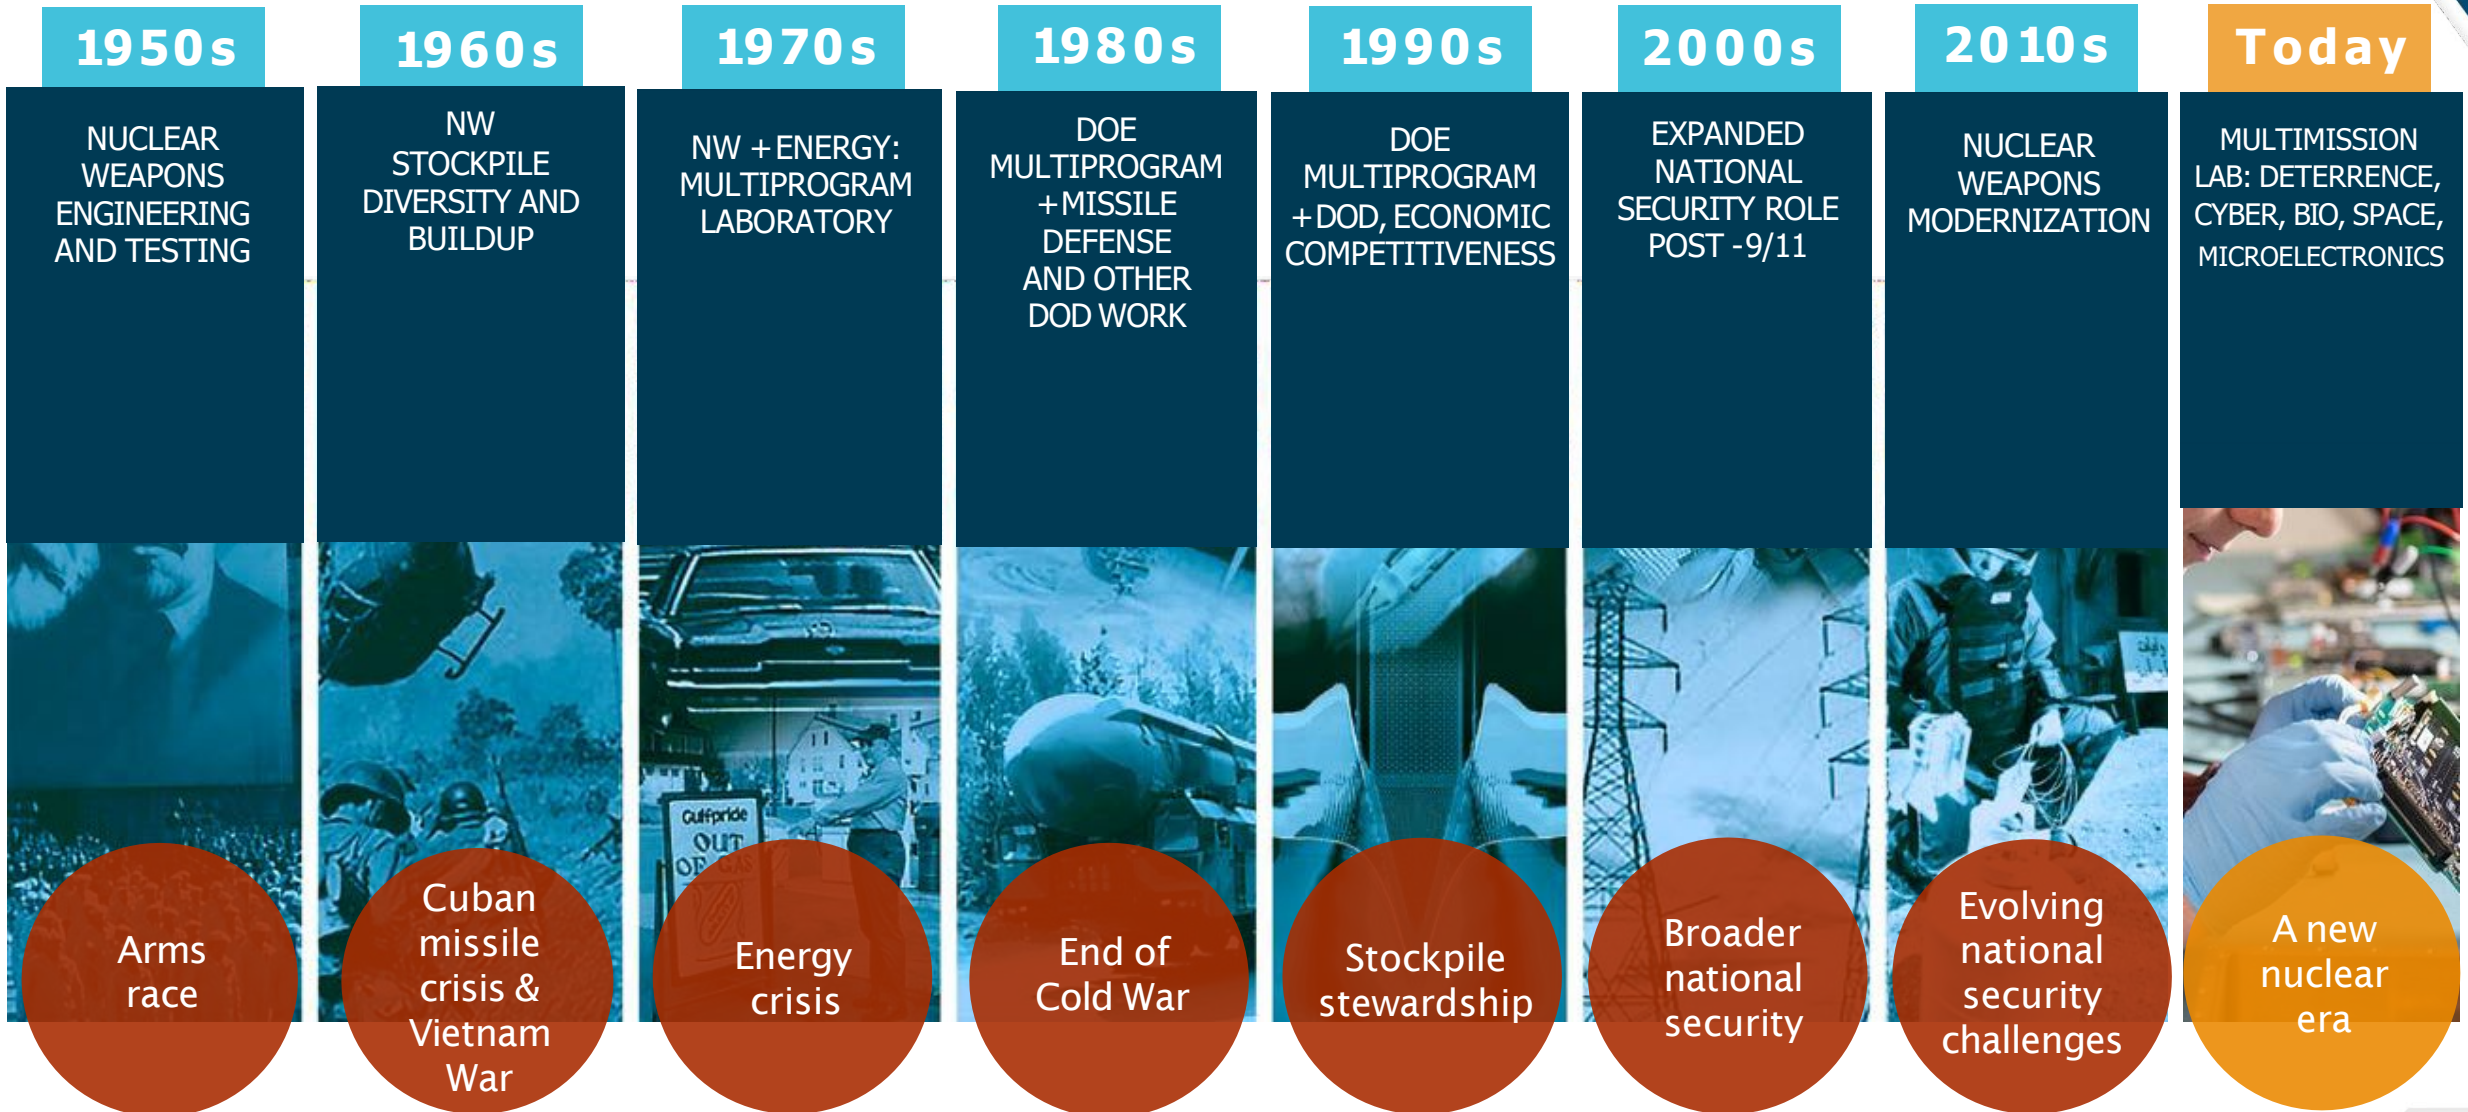 1950s
NUCLEAR
WEAPONS
ENGINEERING
AND TESTING
Arms
race
1960s
NW
STOCKPILE
DIVERSITY AND
BUILDUP
Cuban
missile
crisis &
Vietnam
War
1970s
NW + ENERGY:
MULTIPROGRAM
LABORATORY
Gulfpride
OUT
OF GAS
Energy
crisis
1980s
DOE
MULTIPROGRAM
+MISSILE
DEFENSE
AND OTHER
DOD WORK
End of
Cold War
1990s
DOE
MULTIPROGRAM
+DOD, ECONOMIC
COMPETITIVENESS
Stockpile
stewardship
2000s
EXPANDED
NATIONAL
SECURITY ROLE
POST -9/11
Broader
national
security
2010s
NUCLEAR
WEAPONS
MODERNIZATION
Evolving
national
security
challenges
Today
MULTIMISSION
LAB: DETERRENCE,
CYBER, BIO, SPACE,
MICROELECTRONICS
A new
nuclear
era